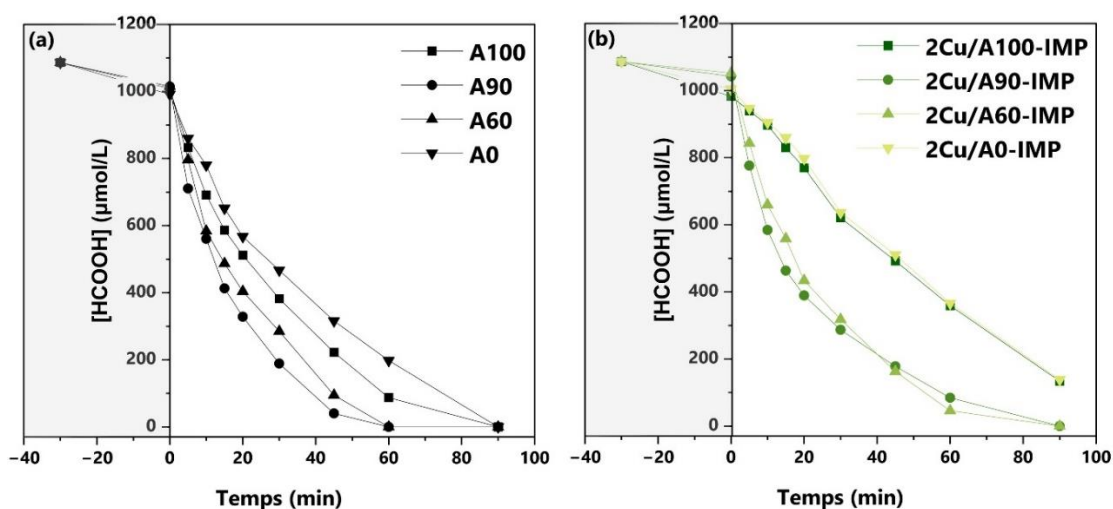 (a)
A100
A90
A60
A0
[HCOOH] (µmol/L)
1200
1000
800
600
400
200
0
−40
−20
0
20
40
60
80
100
Temps (min)
(b)
2Cu/A100-IMP
2Cu/A90-IMP
2Cu/A60-IMP
2Cu/A0-IMP
[HCOOH] (µmol/L)
1200
1000
800
600
400
200
0
−40
−20
0
20
40
60
80
100
Temps (min)